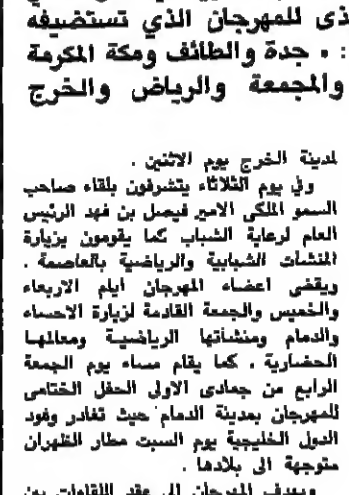 ذى للمهرجان الذي تستضيفه
: . جدة والطائف ومكة المكرمة
والمجمعة والرياض والخرج
لمدينة الخرج يوم الاثنين .
وفي يوم الثلاثاء يتشرفون بلقاء صاحب
السمو الملكى الامير فيصل بن فهد الرئيس
العام لرعاية الشباب كما يقومون بزيارة
المنشات الشبابية والرياضية بالعاصمة .
ويقضى اعضاء المهرجان ايام الاربعاء
والخميس والجمعة القادمة لزيارة الاحساء
والدمام ومنشآتها الرياضية ومعالمها
الحضارية . كما يقام مساء يوم الجمعة
الرابع من جمادى الاولى الحفل الختامى
للمهرجان بمدينة الدمام حيث تغادر وفود
الدول الخليجية يوم السبت مطار الظهران
متوجهة الى بلادها .
ويهدف المهرجان الى عقد اللقاءات بين